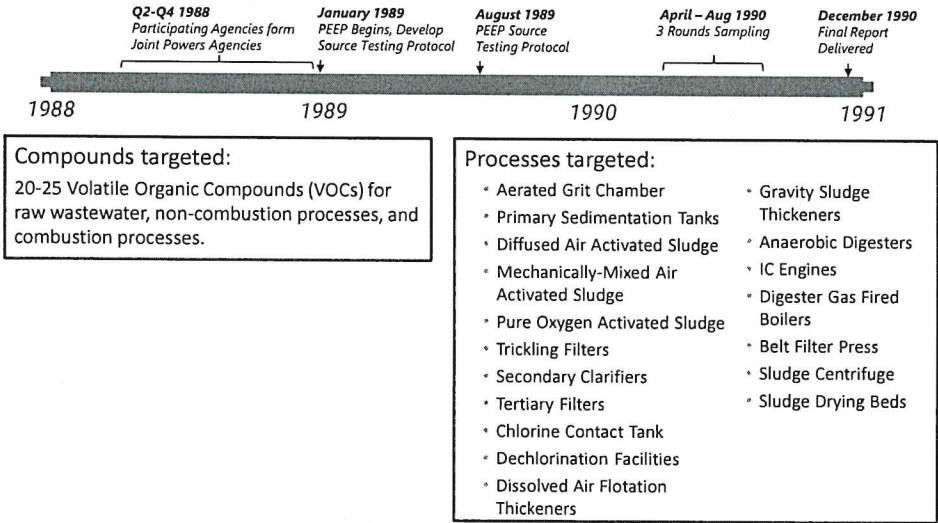 Q2-Q4 1988
Participating Agencies form
Joint Powers Agencies
January 1989
PEEP Begins, Develop
Source Testing Protocol
August 1989
PEEP Source
Testing Protocol
April – Aug 1990
3 Rounds Sampling
December 1990
Final Report
Delivered
1988
1989
1990
1991
Compounds targeted:
20-25 Volatile Organic Compounds (VOCs) for
raw wastewater, non-combustion processes, and
combustion processes.
Processes targeted:
• Aerated Grit Chamber
• Primary Sedimentation Tanks
• Diffused Air Activated Sludge
• Mechanically-Mixed Air
Activated Sludge
• Pure Oxygen Activated Sludge
• Trickling Filters
• Secondary Clarifiers
• Tertiary Filters
• Chlorine Contact Tank
• Dechlorination Facilities
• Dissolved Air Flotation
Thickeners
• Gravity Sludge
Thickeners
• Anaerobic Digesters
• IC Engines
• Digester Gas Fired
Boilers
• Belt Filter Press
• Sludge Centrifuge
• Sludge Drying Beds